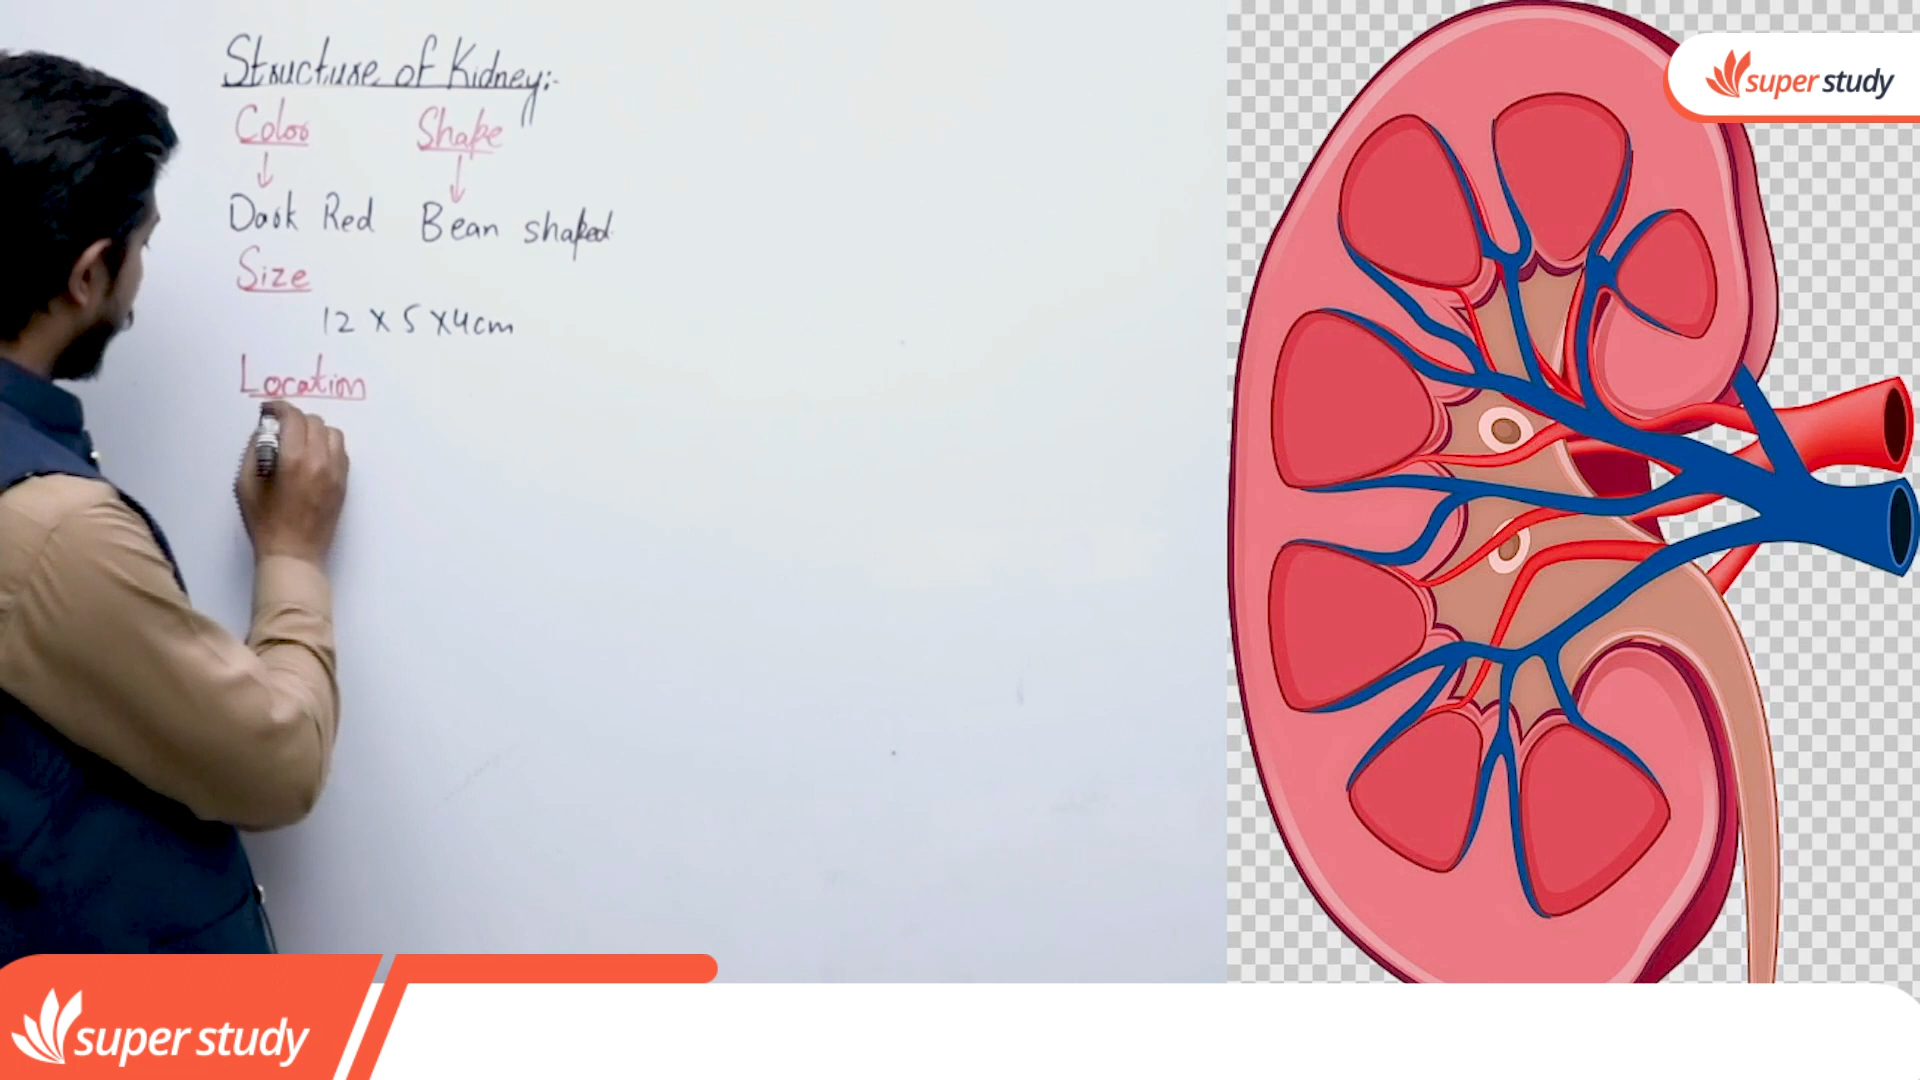 Structure of Kidney:-
Color Shape
Dark Red Bean shaped.
Size
12 x 5 x 4cm
Location
super study
super study